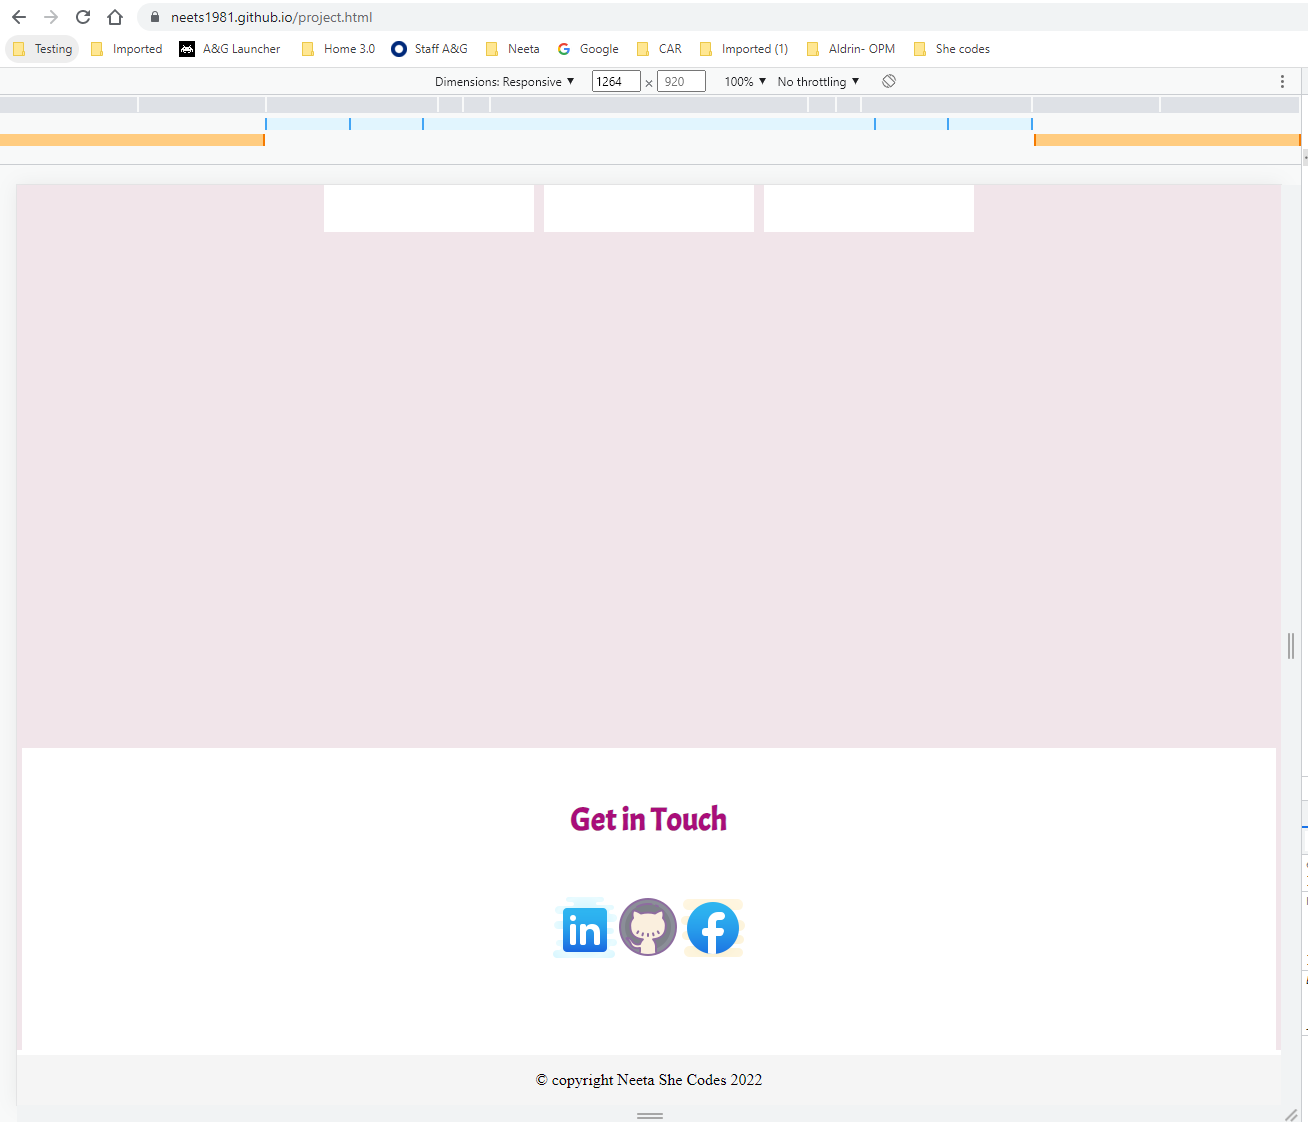 neets1981.github.io/project.html
Testing Imported A&G Launcher Home 3.0 Staff A&G Neeta Google CAR Imported (1) Aldrin- OPM She codes
Dimensions: Responsive 1264 × 920 100% No throttling
Get in Touch
in f
© copyright Neeta She Codes 2022